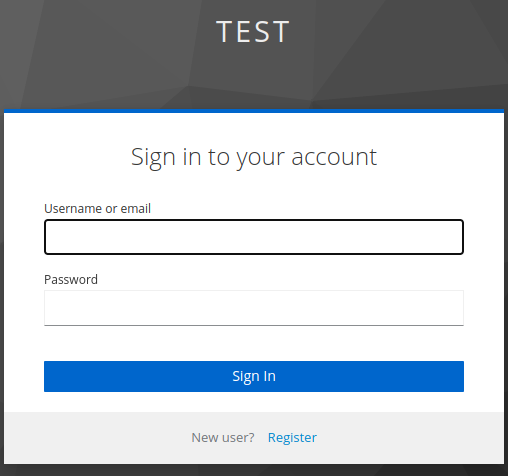 TEST
Sign in to your account
Username or email
Password
Sign In
New user? Register